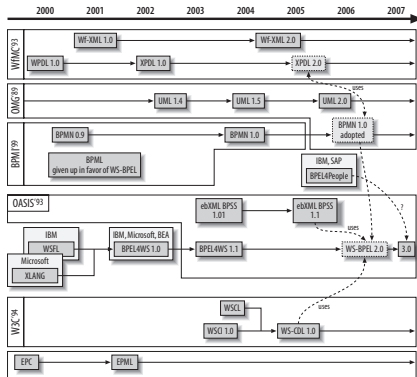 2000 2001 2002 2003 2004 2005 2006 2007
WfMC'93
Wf-XML 1.0
Wf-XML 2.0
WPDL 1.0
XPDL 1.0
XPDL 2.0
uses
OMG'89
UML 1.4
UML 1.5
UML 2.0
BPMN 1.0
adopted
BPMI'99
BPMN 0.9
BPMN 1.0
BPML
given up in favor of WS-BPEL
IBM, SAP
BPEL4People
?
OASIS'93
ebXML BPSS
1.01
ebXML BPSS
1.1
uses
IBM
WSFL
Microsoft
XLANG
IBM, Microsoft, BEA
BPEL4WS 1.0
BPEL4WS 1.1
WS-BPEL 2.0
3.0
W3C'94
WSCL
WSCI 1.0
WS-CDL 1.0
uses
EPC
EPML